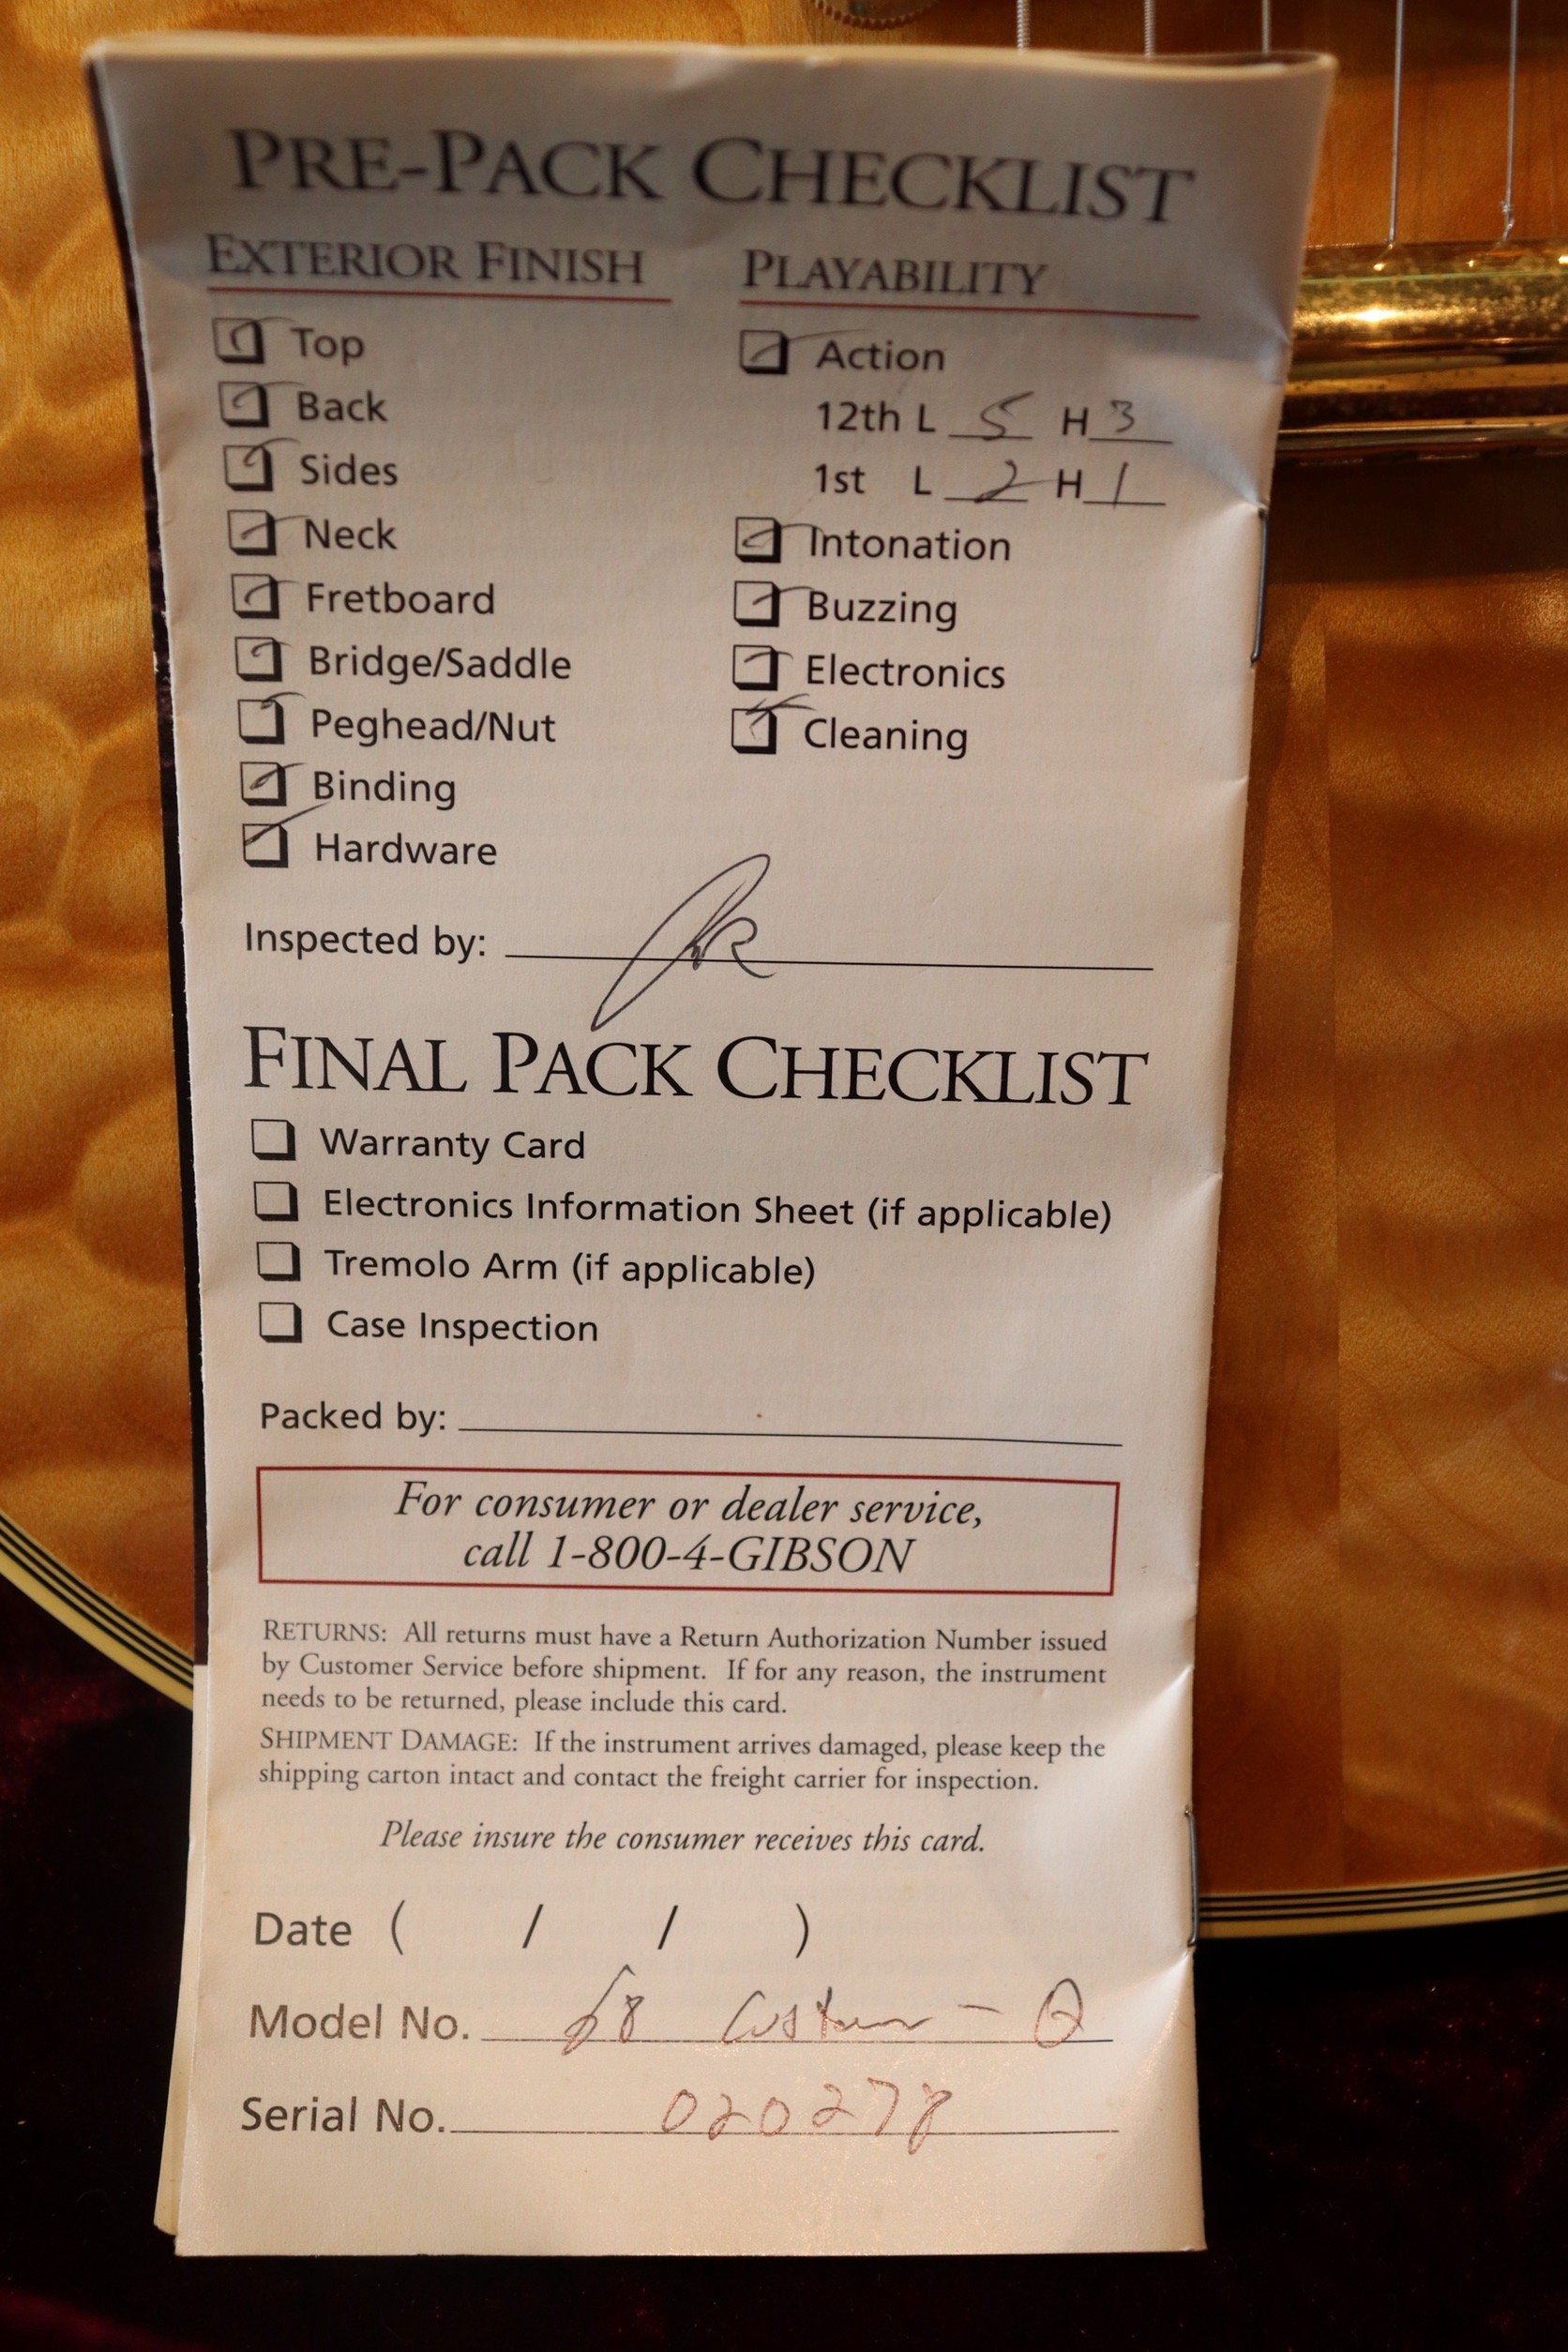 PRE-PACK CHECKLIST
EXTERIOR FINISH
Top
Back
Sides
Neck
Fretboard
Bridge/Saddle
Peghead/Nut
Binding
Hardware
PLAYABILITY
Action
12th L 5 H 3
1st L 2 H 1
Intonation
Buzzing
Electronics
Cleaning
Inspected by:
FINAL PACK CHECKLIST
Warranty Card
Electronics Information Sheet (if applicable)
Tremolo Arm (if applicable)
Case Inspection
Packed by:
For consumer or dealer service,
call 1-800-4-GIBSON
RETURNS: All returns must have a Return Authorization Number issued
by Customer Service before shipment. If for any reason, the instrument
needs to be returned, please include this card.
SHIPMENT DAMAGE: If the instrument arrives damaged, please keep the
shipping carton intact and contact the freight carrier for inspection.
Please insure the consumer receives this card.
Date ( / / )
Model No. 68 Custom - Q
Serial No. 020278